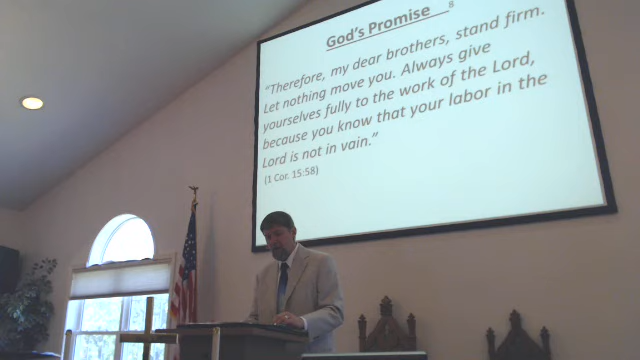 God's Promise 8
"Therefore, my dear brothers, stand firm.
Let nothing move you. Always give
yourselves fully to the work of the Lord,
because you know that your labor in the
Lord is not in vain."
(1 Cor. 15:58)